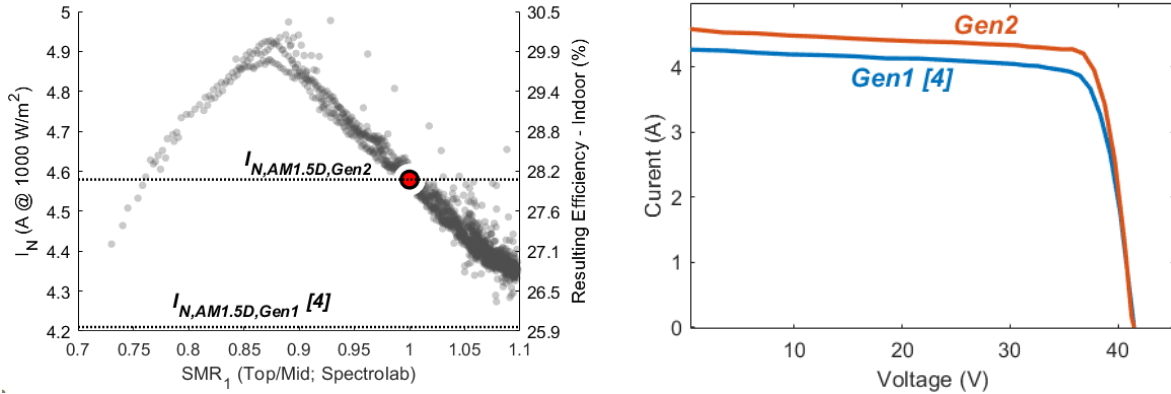 5
4.9
4.8
4.7
4.6
4.5
4.4
4.3
4.2
I_N (A @ 1000 W/m²)
I_N,AM1.5D,Gen2
I_N,AM1.5D,Gen1 [4]
0.7 0.75 0.8 0.85 0.9 0.95 1 1.05 1.1
SMR₁ (Top/Mid; Spectrolab)
30.5
29.9
29.4
28.8
28.2
27.6
27.1
26.5
25.9
Resulting Efficiency - Indoor (%)
4
3
2
1
0
Curent (A)
Gen2
Gen1 [4]
10 20 30 40
Voltage (V)